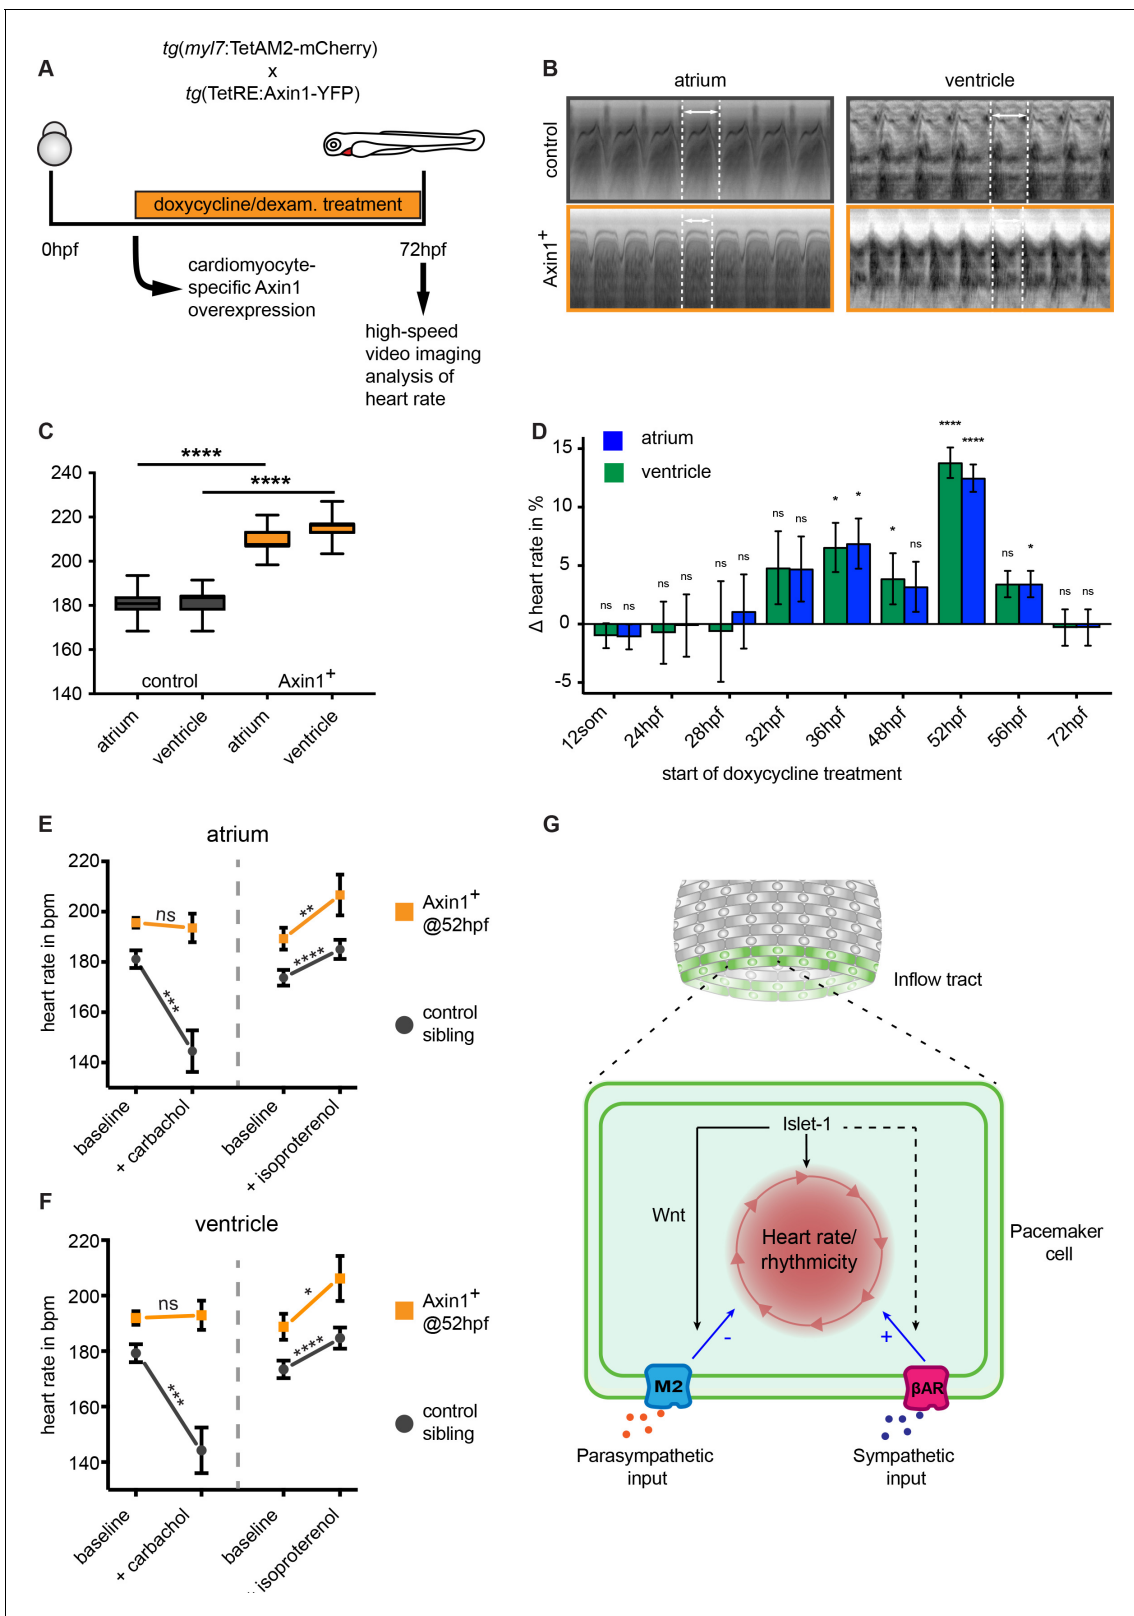 A
tg(myl7:TetAM2-mCherry)
x
tg(TetRE:Axin1-YFP)
doxycycline/dexam. treatment
0hpf
72hpf
cardiomyocyte-
specific Axin1
overexpression
high-speed
video imaging
analysis of
heart rate
B
atrium
ventricle
control
Axin1+
C
****
****
240
220
200
180
160
140
control
Axin1+
atrium
ventricle
atrium
ventricle
D
atrium
ventricle
Δ heart rate in %
15
10
5
0
-5
ns
ns
ns
ns
ns
ns
ns
ns
*
*
*
ns
****
****
ns
*
ns
ns
12som
24hpf
28hpf
32hpf
36hpf
48hpf
52hpf
56hpf
72hpf
start of doxycycline treatment
E
atrium
heart rate in bpm
220
200
180
160
140
ns
***
**
****
Axin1+
@52hpf
control
sibling
baseline
+ carbachol
baseline
+ isoproterenol
F
ventricle
heart rate in bpm
220
200
180
160
140
ns
***
*
****
Axin1+
@52hpf
control
sibling
baseline
+ carbachol
baseline
isoproterenol
G
Inflow tract
Islet-1
Wnt
Heart rate/
rhythmicity
Pacemaker
cell
-
+
M2
βAR
Parasympathetic
input
Sympathetic
input